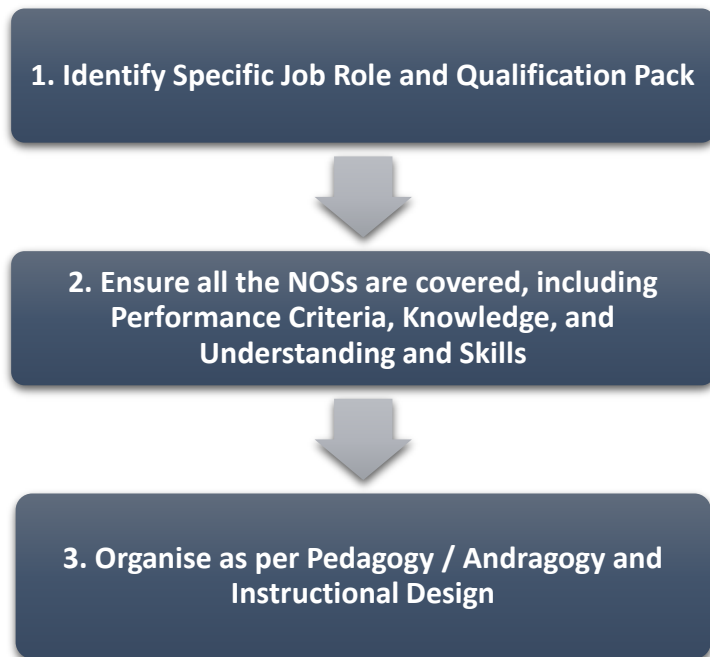 1. Identify Specific Job Role and Qualification Pack
2. Ensure all the NOSs are covered, including
Performance Criteria, Knowledge, and
Understanding and Skills
3. Organise as per Pedagogy / Andragogy and
Instructional Design